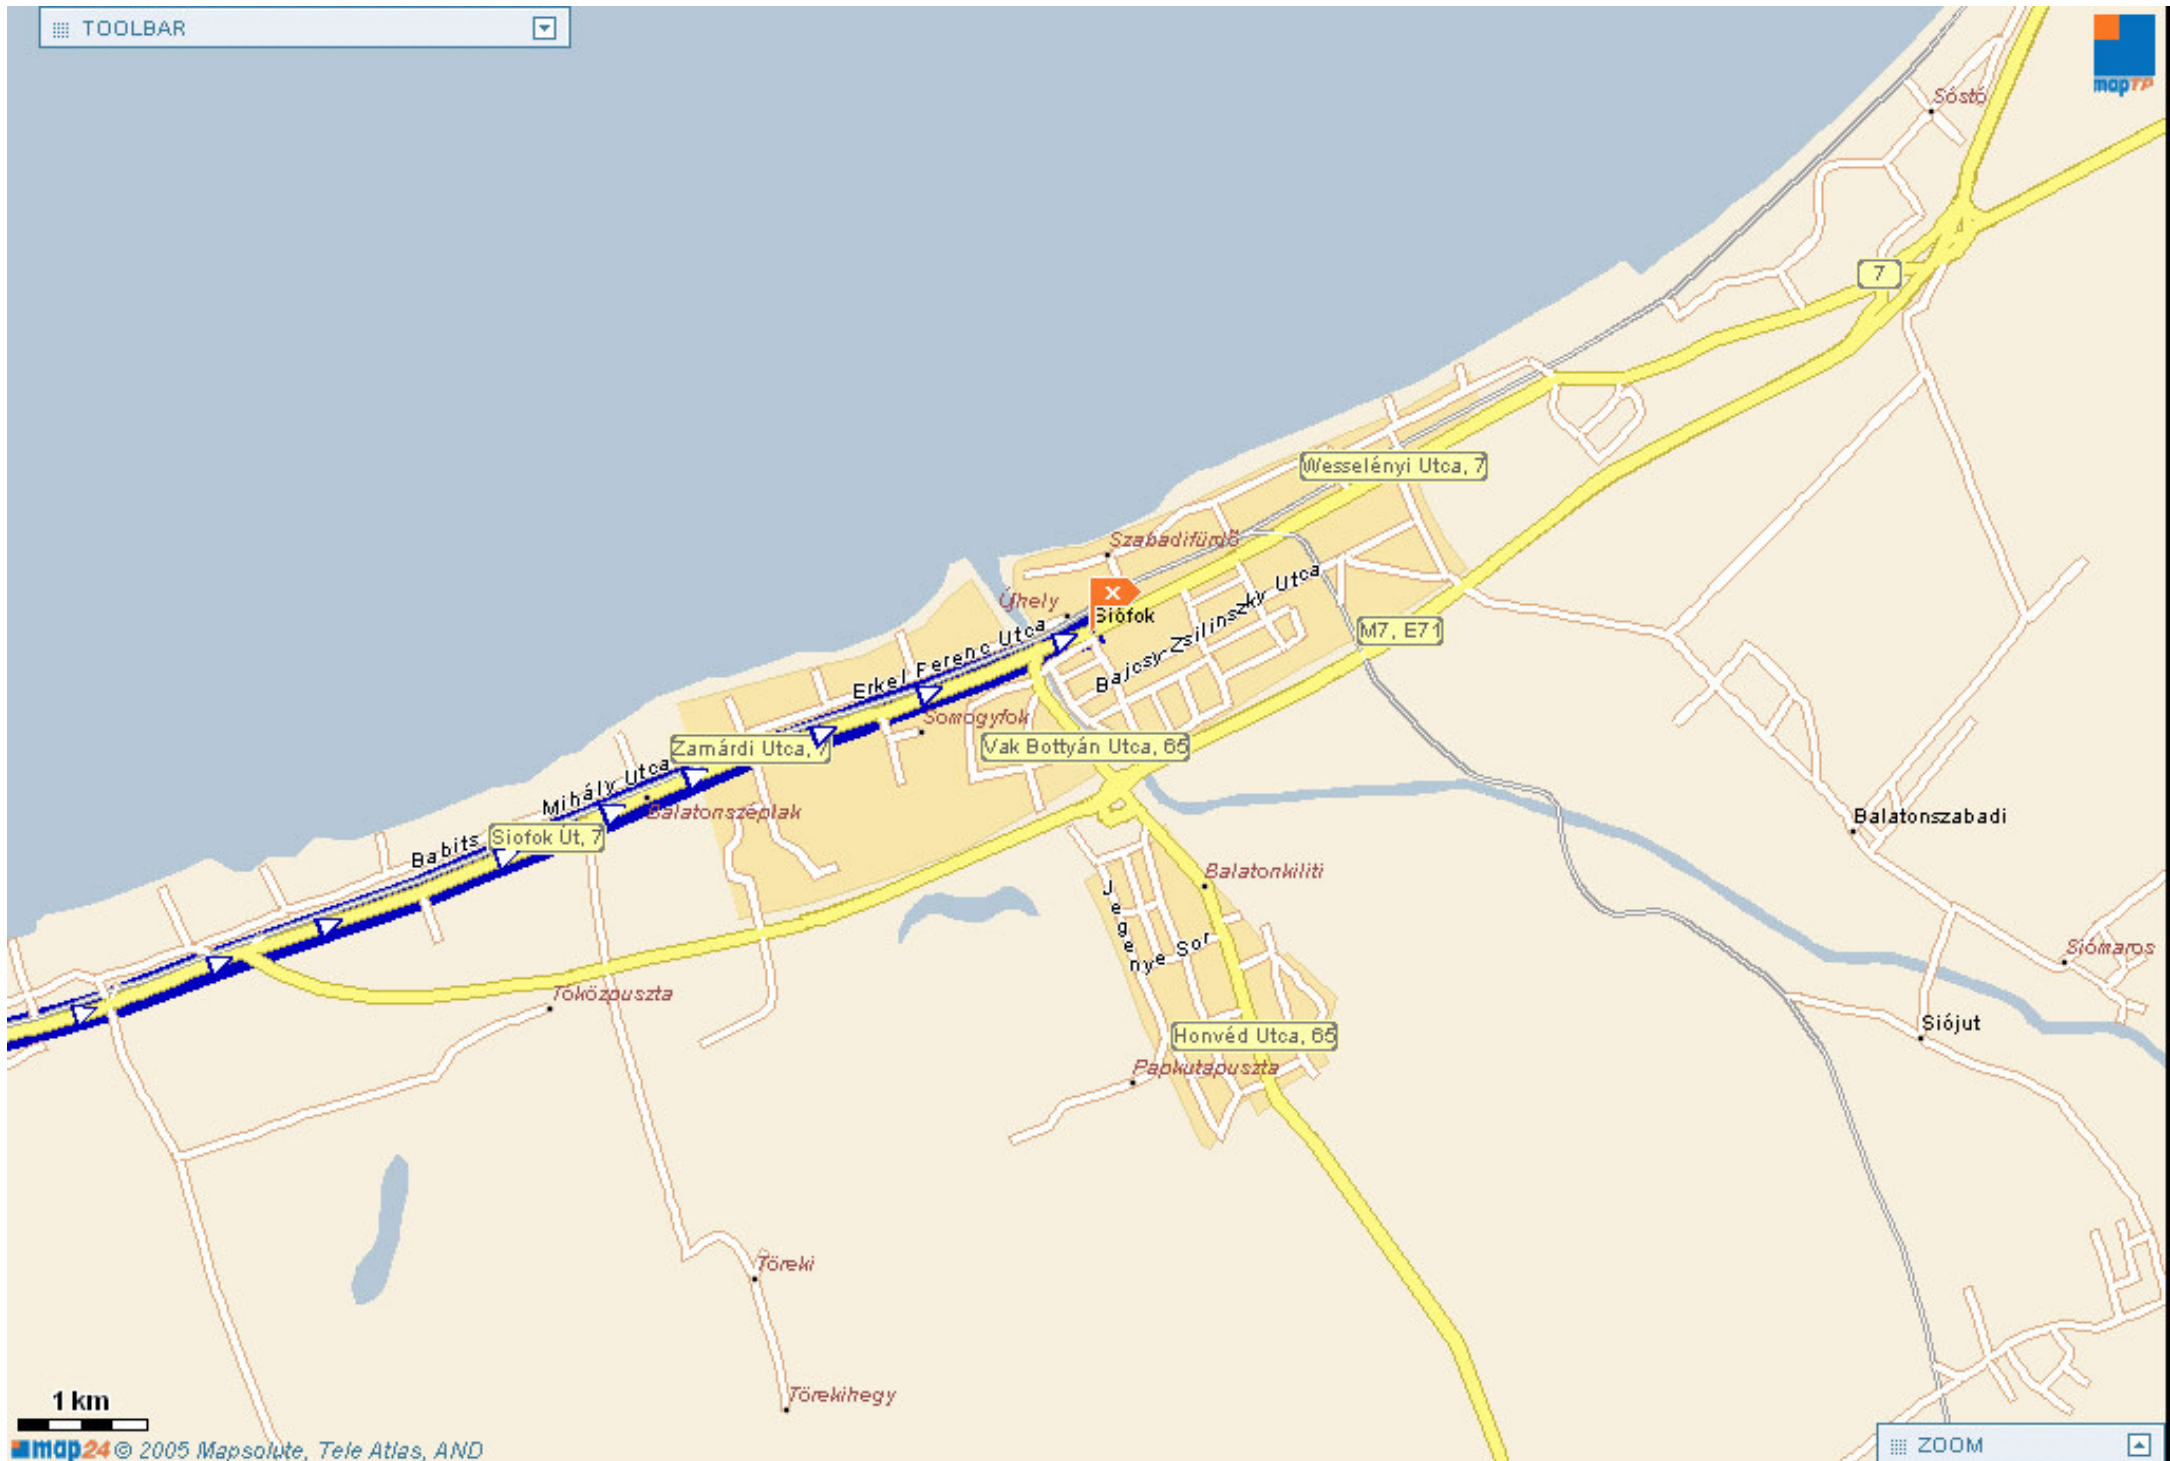 TOOLBAR
mapTP
Sóstó
7
Wesselényi Utca, 7
Szabadifürdő
X
Újhely
Siófok
Bajcsy-Zsilinszky Utca
M7, E71
Erkel Ferenc Utca
Somogyfok
Zamárdi Utca, 7
Vak Bottyán Utca, 65
Babits Mihály Utca
Balatonszéplak
Siofok Út, 7
Balatonszabadi
Balatonkiliti
Jegenye Sor
Siómaros
Tóközpuszta
Siójut
Honvéd Utca, 65
Papkutapuszta
Töreki
Törekihegy
1 km
map24 © 2005 Mapsolute, Tele Atlas, AND
ZOOM